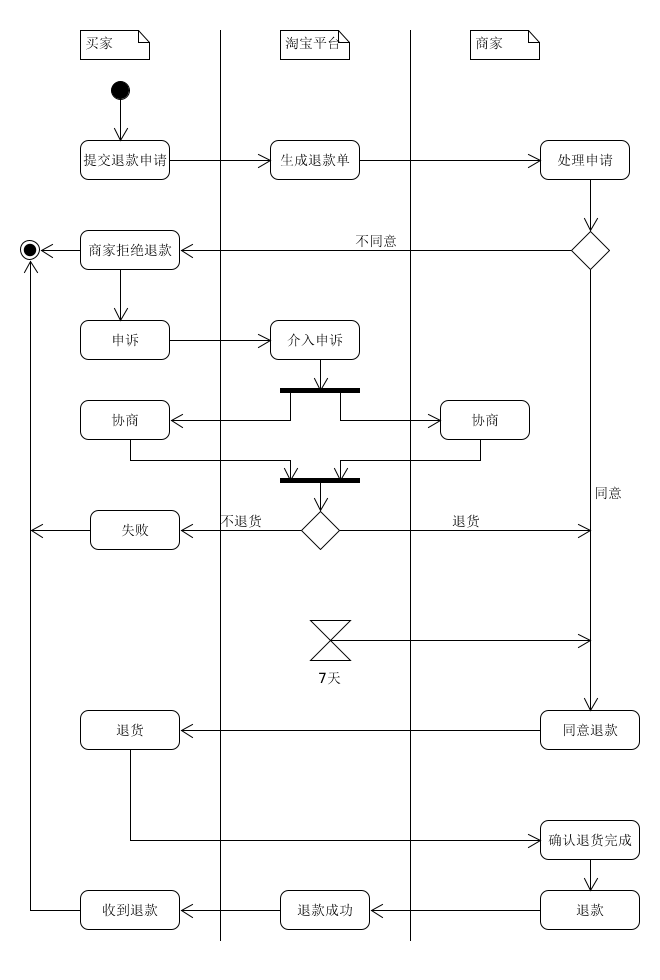 买家
淘宝平台
商家
提交退款申请
生成退款单
处理申请
商家拒绝退款
不同意
申诉
介入申诉
协商
协商
同意
失败
不退货
退货
7天
退货
同意退款
确认退货完成
收到退款
退款成功
退款